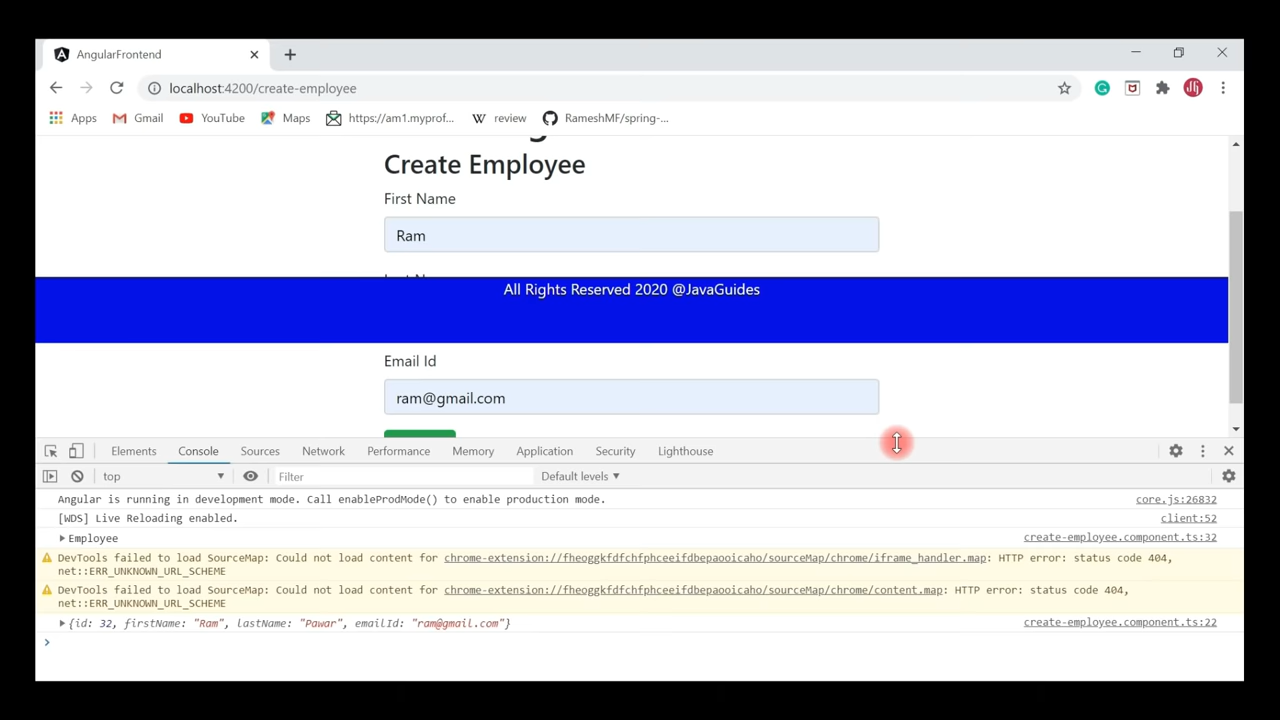 AngularFrontend
localhost:4200/create-employee
Apps Gmail YouTube Maps https://am1.myprof... review RameshMF/spring-...
Create Employee
First Name
Ram
All Rights Reserved 2020 @JavaGuides
Email Id
ram@gmail.com
Elements Console Sources Network Performance Memory Application Security Lighthouse
top Filter Default levels
Angular is running in development mode. Call enableProdMode() to enable production mode. core.js:26832
[WDS] Live Reloading enabled. client:52
Employee create-employee.component.ts:32
DevTools failed to load SourceMap: Could not load content for chrome-extension://fheoggkfdfchfphceeifdbepaooicaho/sourceMap/chrome/iframe_handler.map: HTTP error: status code 404,
net::ERR_UNKNOWN_URL_SCHEME
DevTools failed to load SourceMap: Could not load content for chrome-extension://fheoggkfdfchfphceeifdbepaooicaho/sourceMap/chrome/content.map: HTTP error: status code 404,
net::ERR_UNKNOWN_URL_SCHEME
{id: 32, firstName: "Ram", lastName: "Pawar", emailId: "ram@gmail.com"} create-employee.component.ts:22